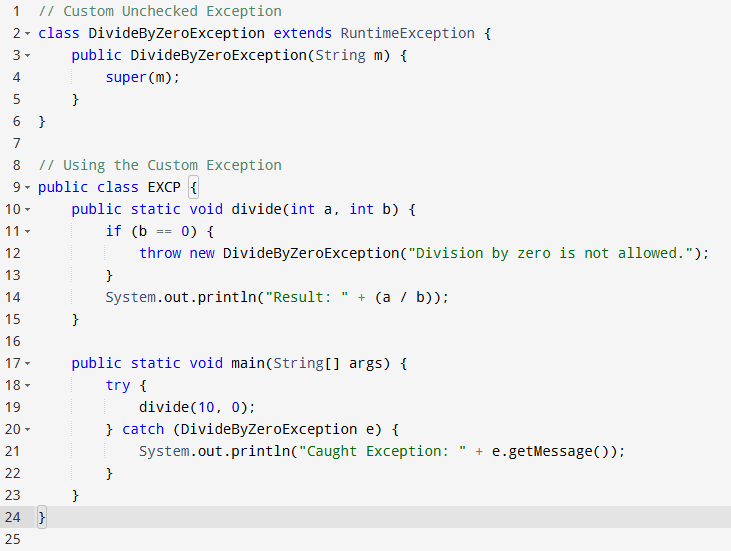 1 // Custom Unchecked Exception
2 class DivideByZeroException extends RuntimeException {
3     public DivideByZeroException(String m) {
4         super(m);
5     }
6 }
7
8 // Using the Custom Exception
9 public class EXCP {
10     public static void divide(int a, int b) {
11         if (b == 0) {
12             throw new DivideByZeroException("Division by zero is not allowed.");
13         }
14         System.out.println("Result: " + (a / b));
15     }
16
17     public static void main(String[] args) {
18         try {
19             divide(10, 0);
20         } catch (DivideByZeroException e) {
21             System.out.println("Caught Exception: " + e.getMessage());
22         }
23     }
24 }
25